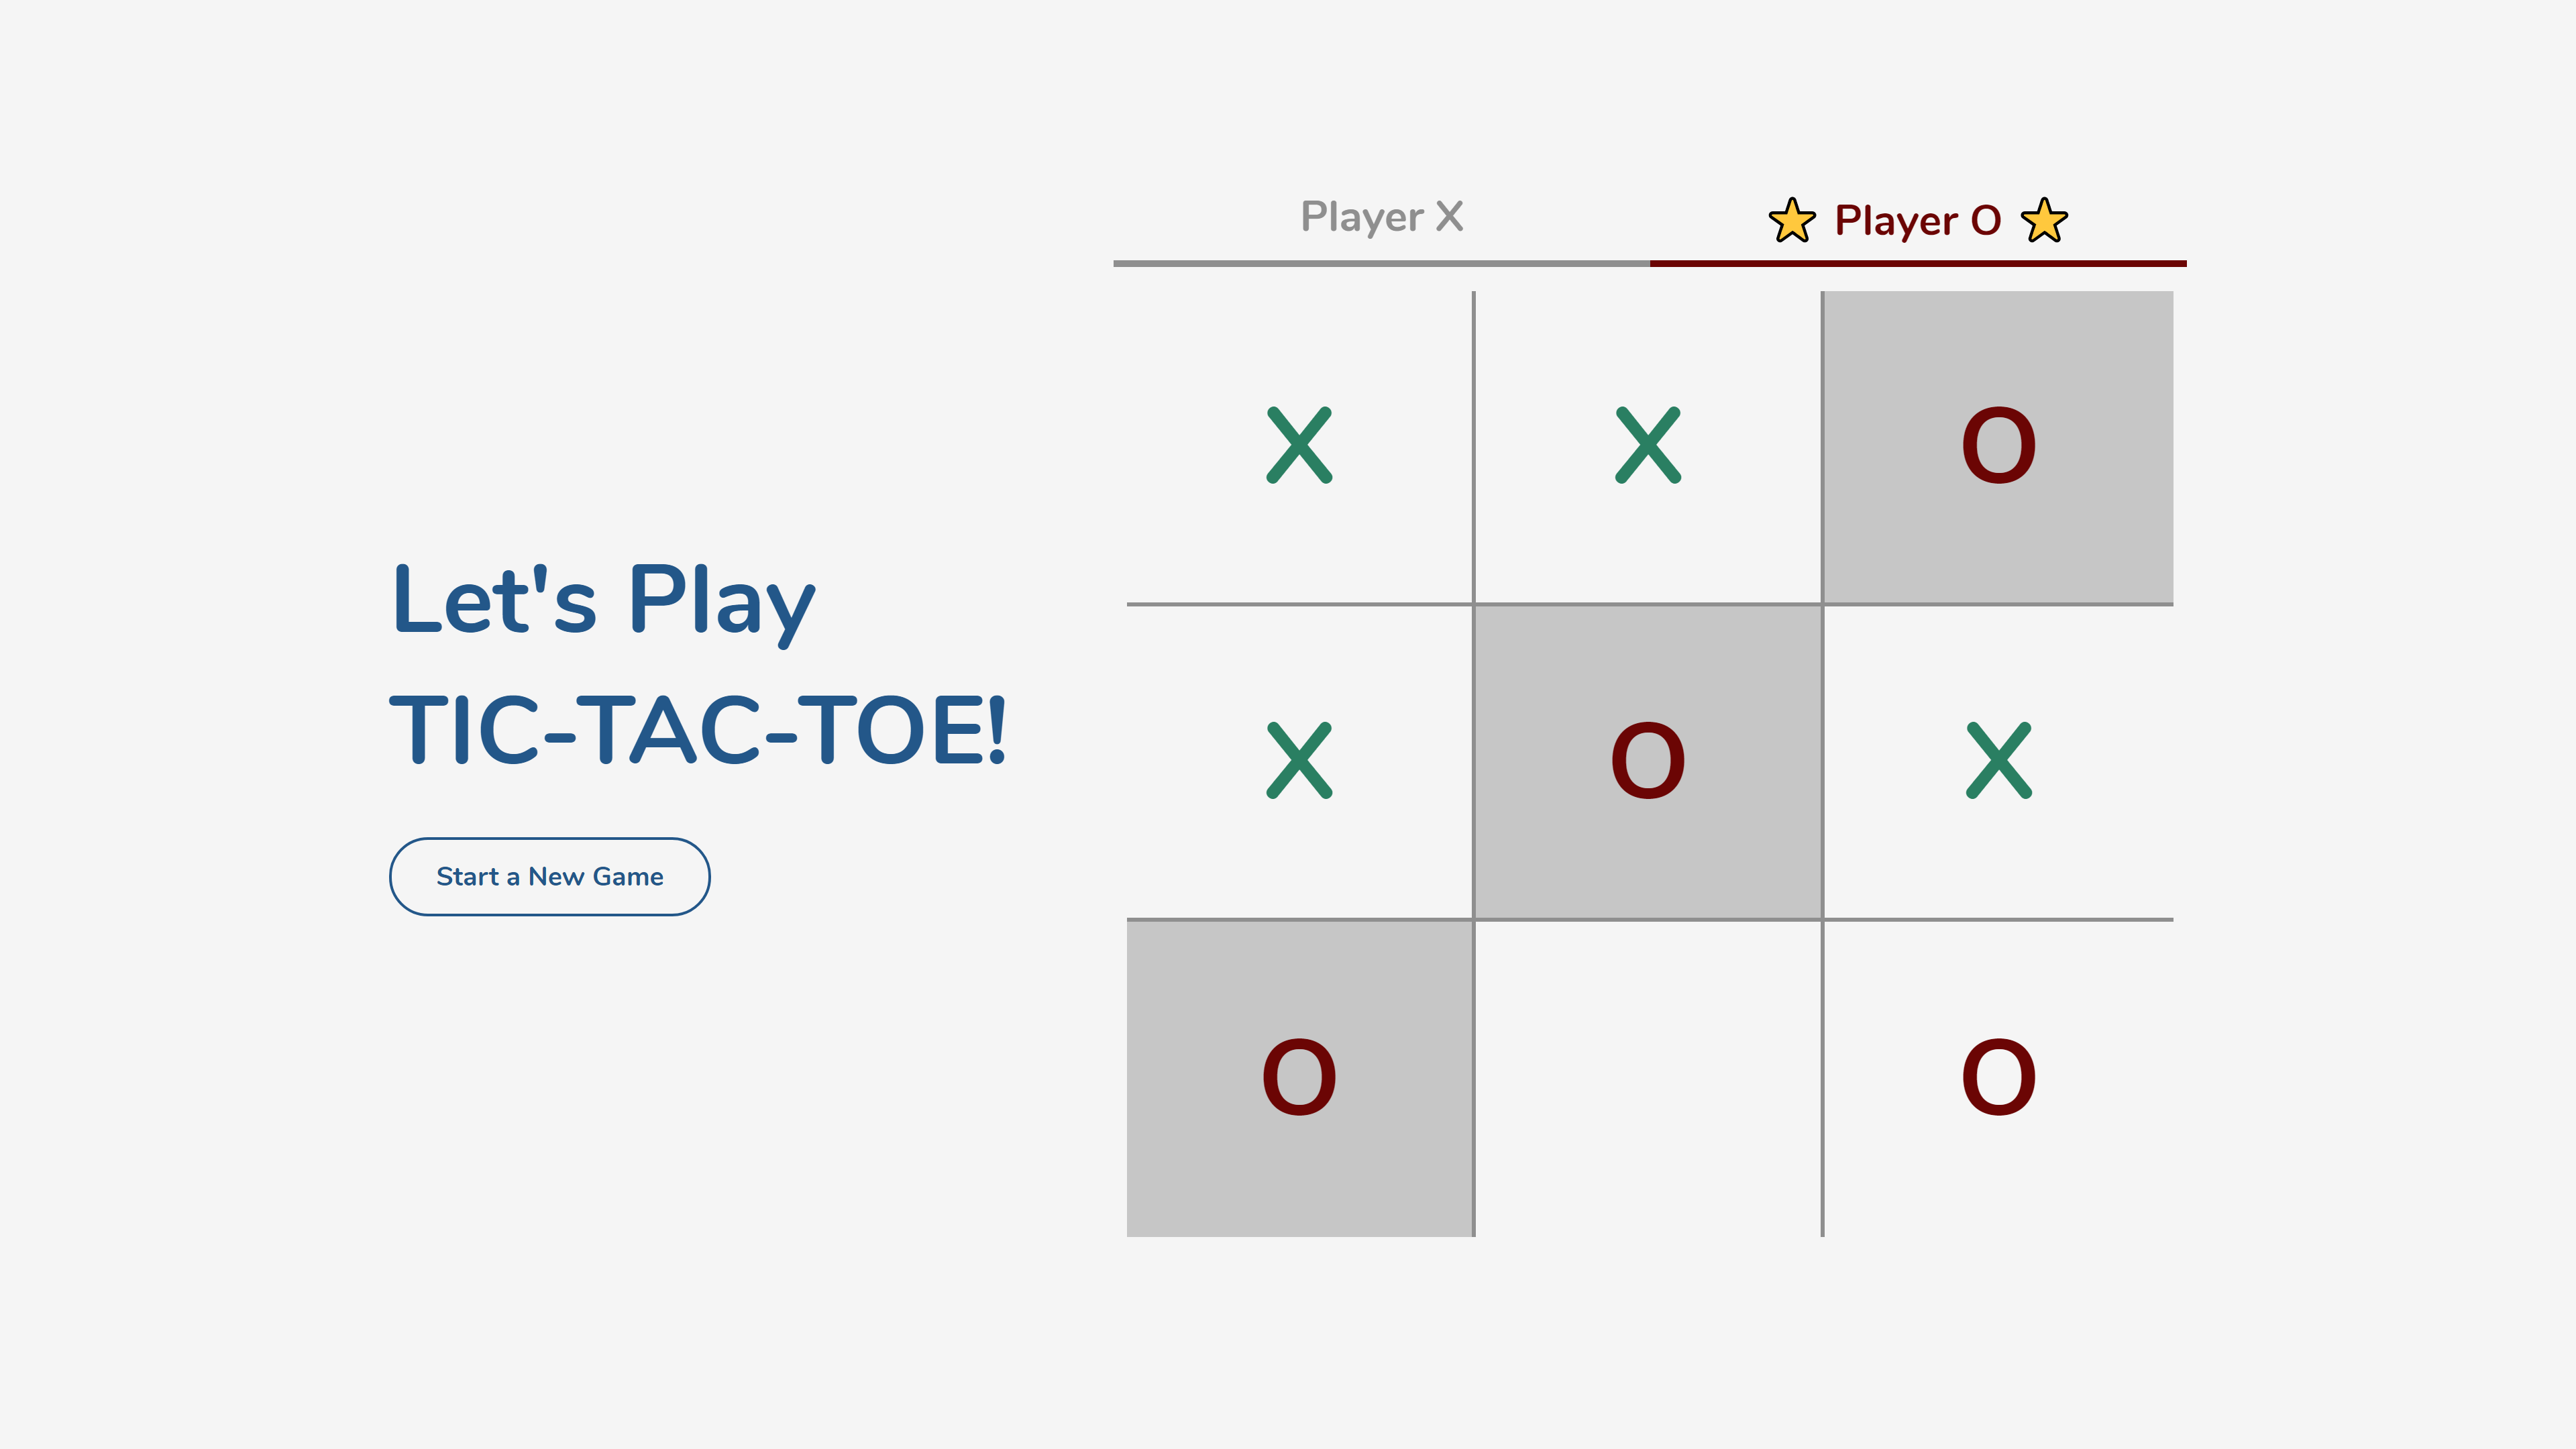 Player X
Player O
Let's Play
TIC-TAC-TOE!
Start a New Game
X X O
X O X
O O